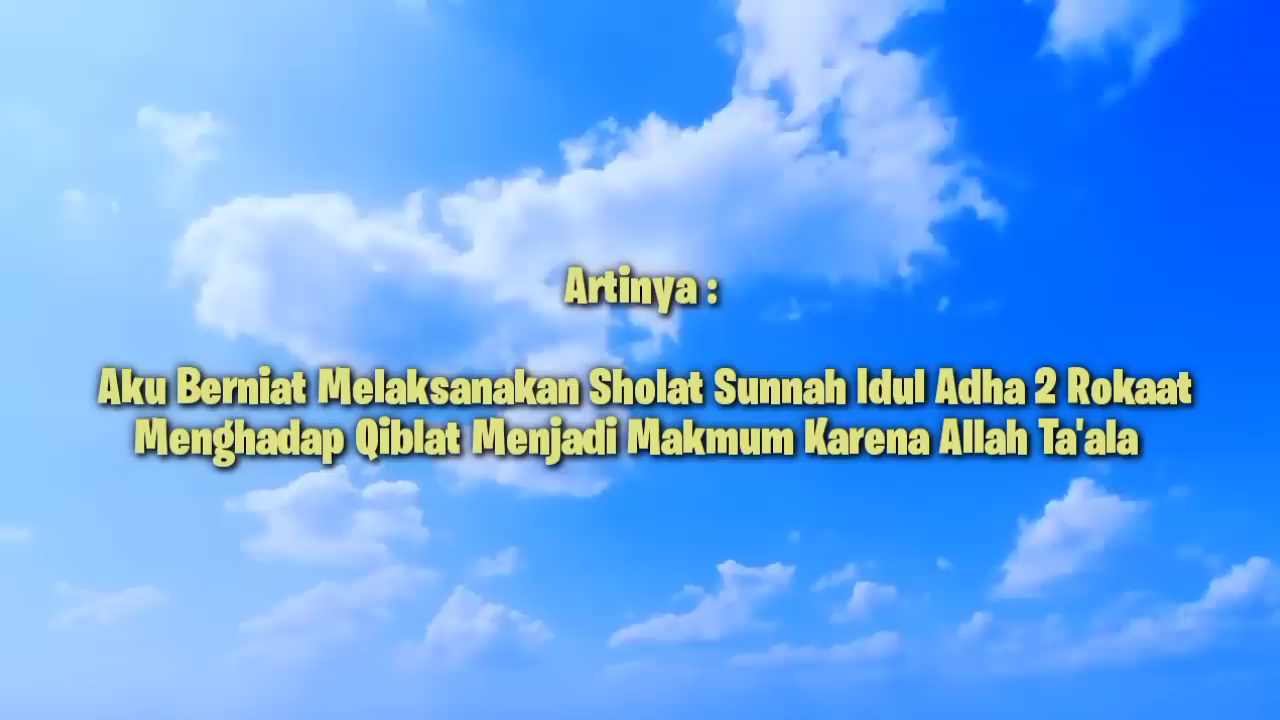 Artinya :
Aku Berniat Melaksanakan Sholat Sunnah Idul Adha 2 Rokaat
Menghadap Qiblat Menjadi Makmum Karena Allah Ta'ala